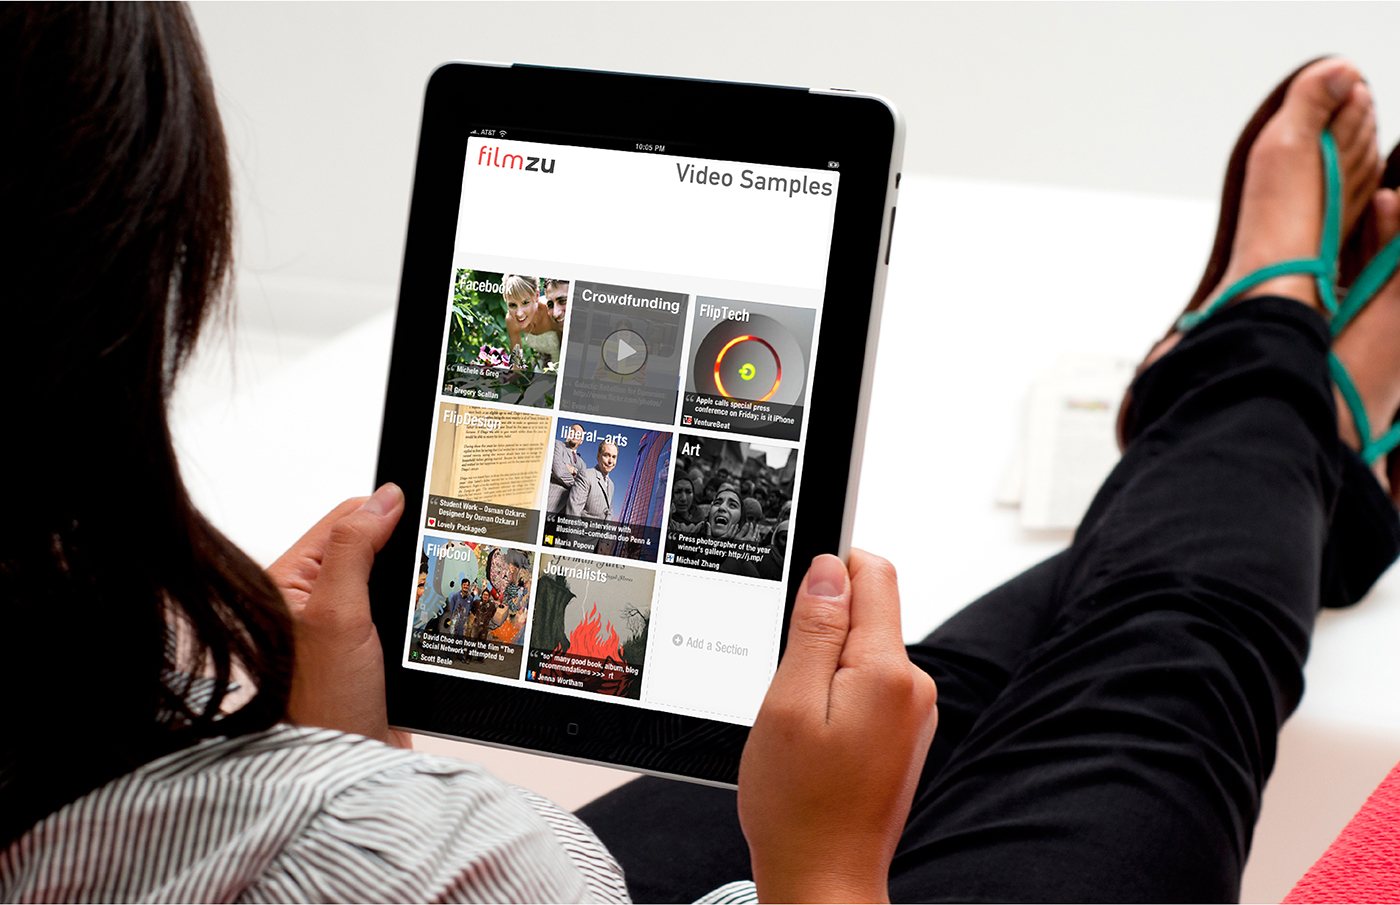 AT&T
10:05 PM
filmzu
Video Samples
Faceboo
“ Michele & Greg
Gregory Scallan
Crowdfunding
FlipTech
“ Apple calls special press
conference on Friday; is it iPhone
VentureBeat
FlipDesign
“ Student Work – Osman Ozkara:
Designed by Osman Ozkara |
Lovely Package®
liberal-arts
“ Interesting interview with
illusionist-comedian duo Penn &
Maria Popova
Art
“ Press photographer of the year
winner's gallery: http://j.mp/
Michael Zhang
FlipCool
“ David Choe on how the film "The
Social Network" attempted to
Scott Besle
Journalists
“ "so" many good book, album, blog
recommendations >>> rt
Jenna Wortham
Add a Section